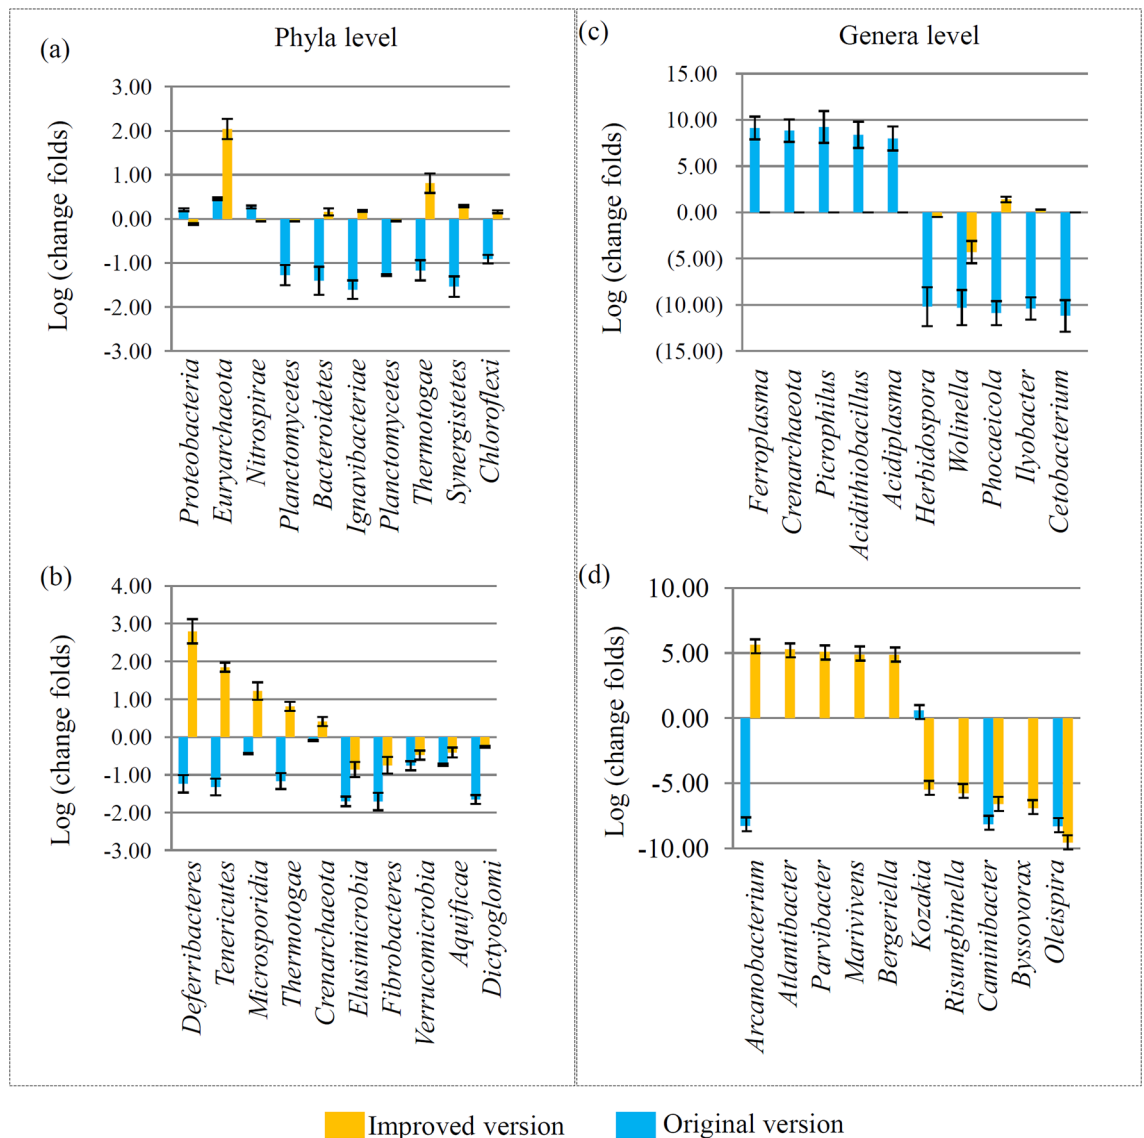 (a)
Phyla level
Log (change folds)
3.00
2.00
1.00
0.00
-1.00
-2.00
-3.00
Proteobacteria
Euryarchaeota
Nitrospirae
Planctomycetes
Bacteroidetes
Ignavibacteriae
Planctomycetes
Thermotogae
Synergistetes
Chloroflexi
(b)
Log (change folds)
4.00
3.00
2.00
1.00
0.00
-1.00
-2.00
-3.00
Deferribacteres
Tenericutes
Microsporidia
Thermotogae
Crenarchaeota
Elusimicrobia
Fibrobacteres
Verrucomicrobia
Aquificae
Dictyoglomi
(c)
Genera level
Log (change folds)
15.00
10.00
5.00
0.00
(5.00)
(10.00)
(15.00)
Ferroplasma
Crenarchaeota
Picrophilus
Acidithiobacillus
Acidiplasma
Herbidospora
Wolinella
Phocaeicola
Ilyobacter
Cetobacterium
(d)
Log (change folds)
10.00
5.00
0.00
-5.00
-10.00
Arcanobacterium
Atlantibacter
Parvibacter
Marivivens
Bergeriella
Kozakia
Risungbinella
Caminibacter
Byssovorax
Oleispira
Improved version
Original version